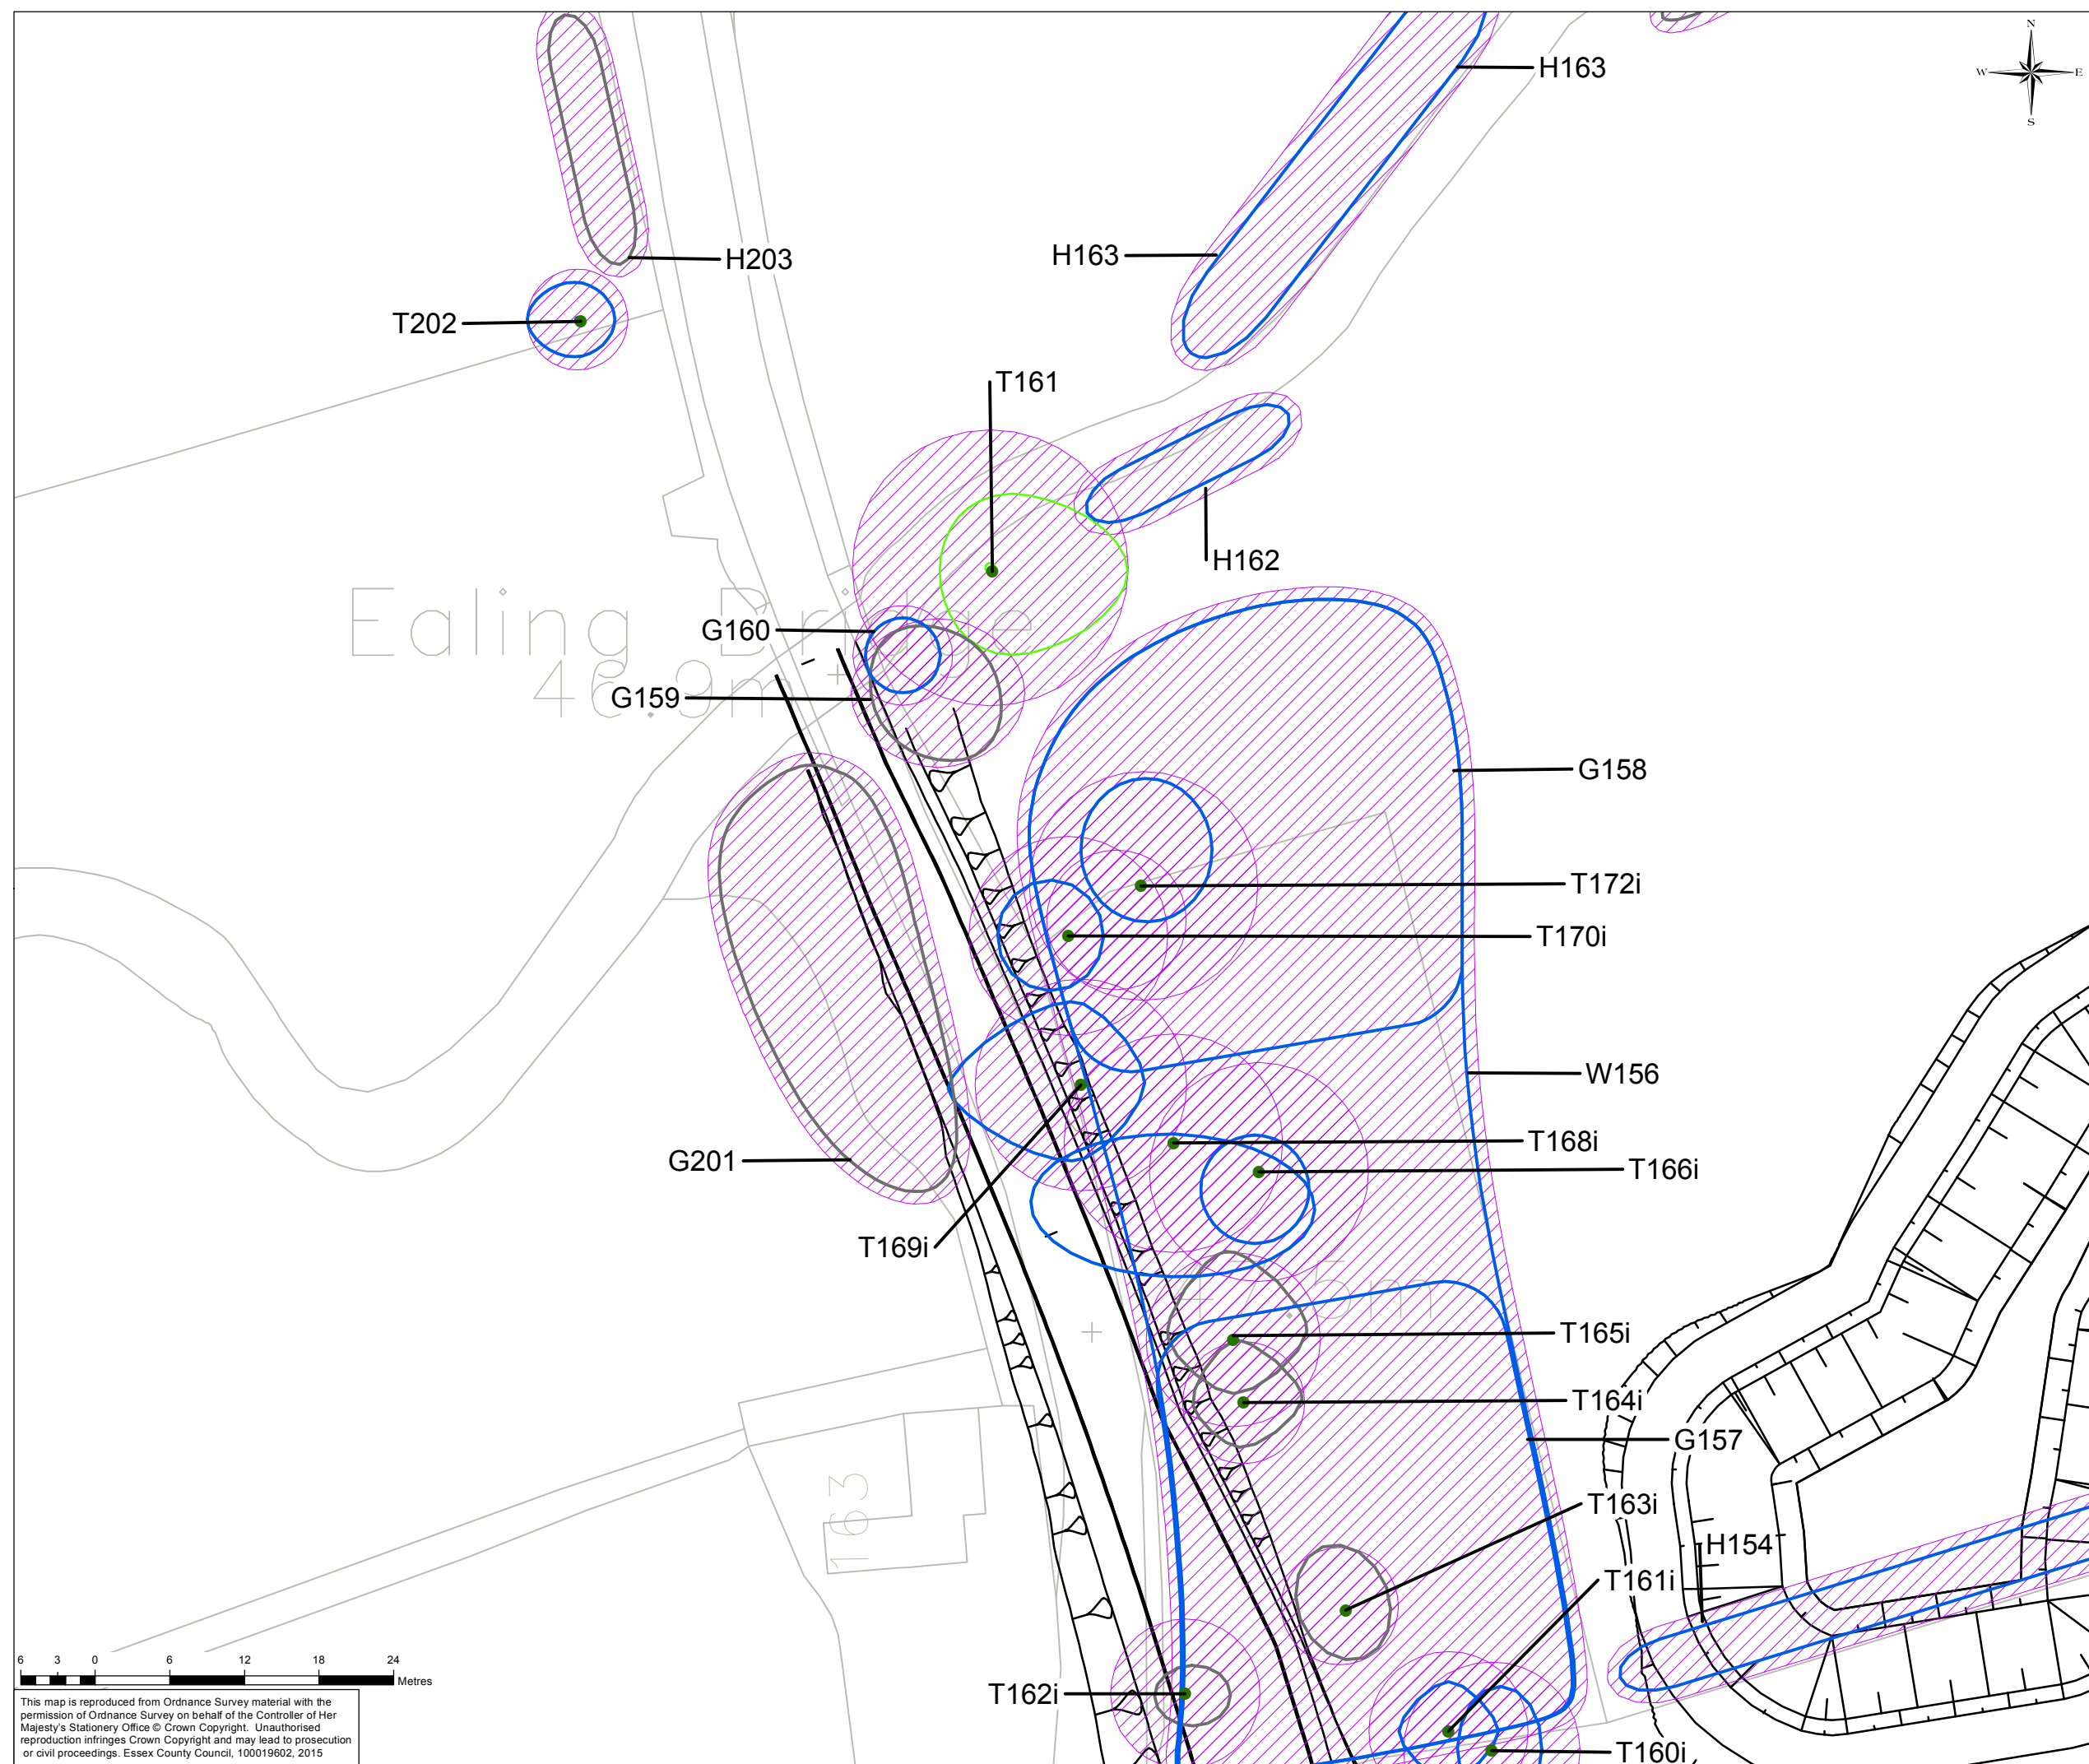 N
W E
S
H163
H163
H203
T202
T161
H162
Ealing Bridge
46.9m
G160
G159
G158
T172i
T170i
W156
T168i
T166i
G201
T169i
T165i
T164i
G157
T163i
163
H154
T161i
T162i
T160i
6 3 0 6 12 18 24
Metres
This map is reproduced from Ordnance Survey material with the
permission of Ordnance Survey on behalf of the Controller of Her
Majesty's Stationery Office © Crown Copyright. Unauthorised
reproduction infringes Crown Copyright and may lead to prosecution
or civil proceedings. Essex County Council, 100019602, 2015